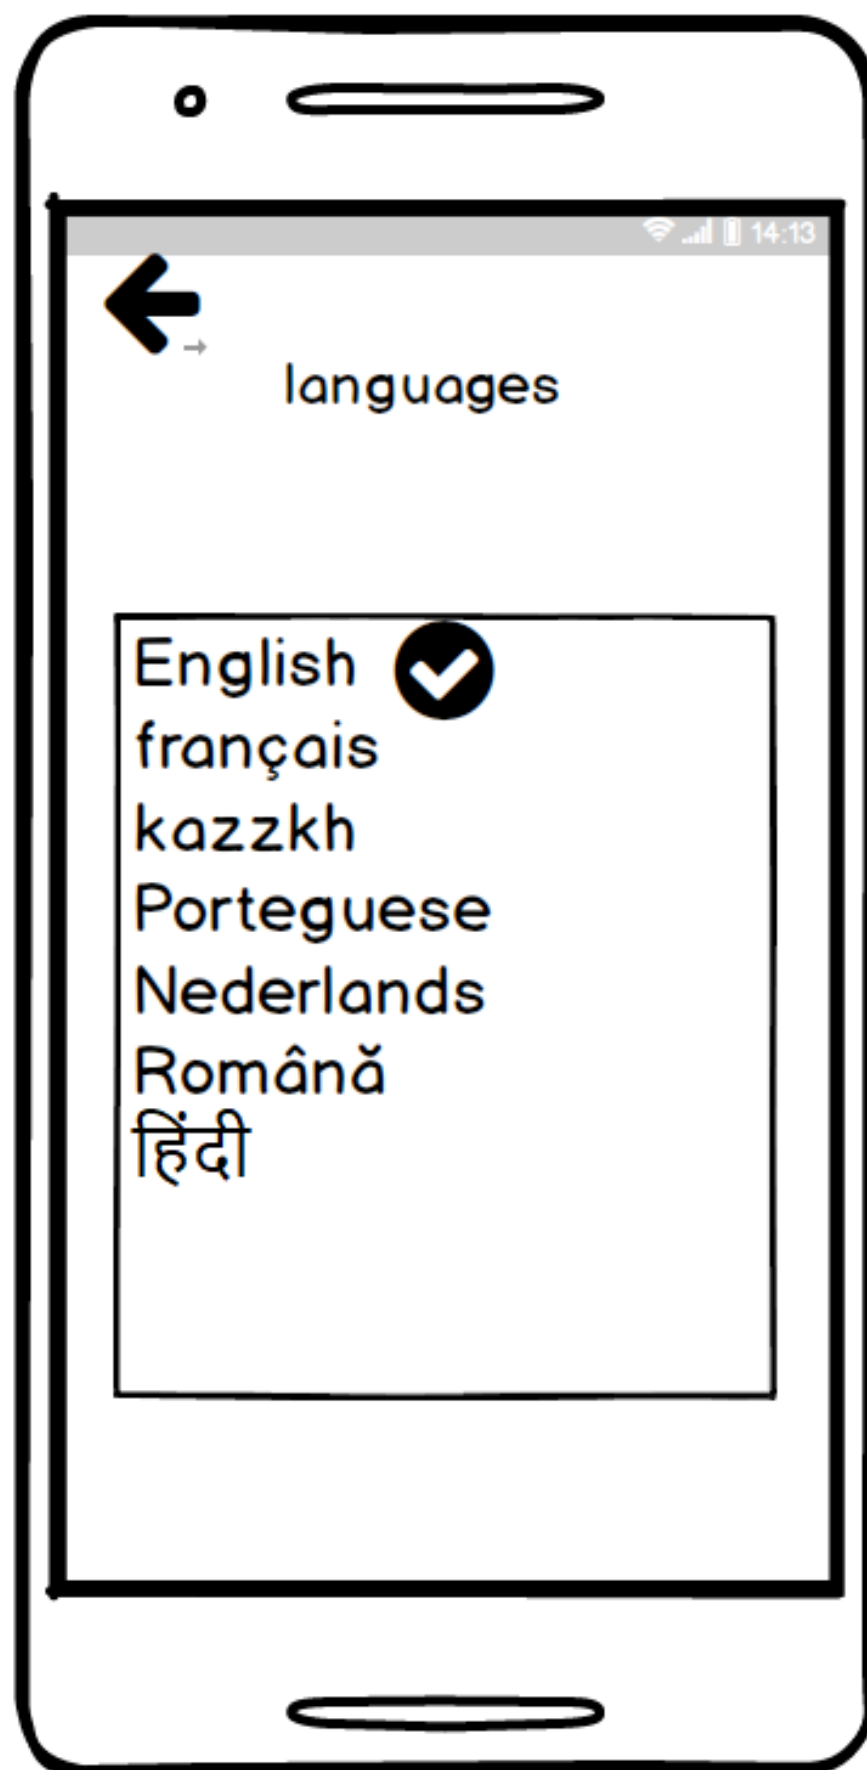 14:13
languages
English
français
kazzkh
Porteguese
Nederlands
Română
हिंदी